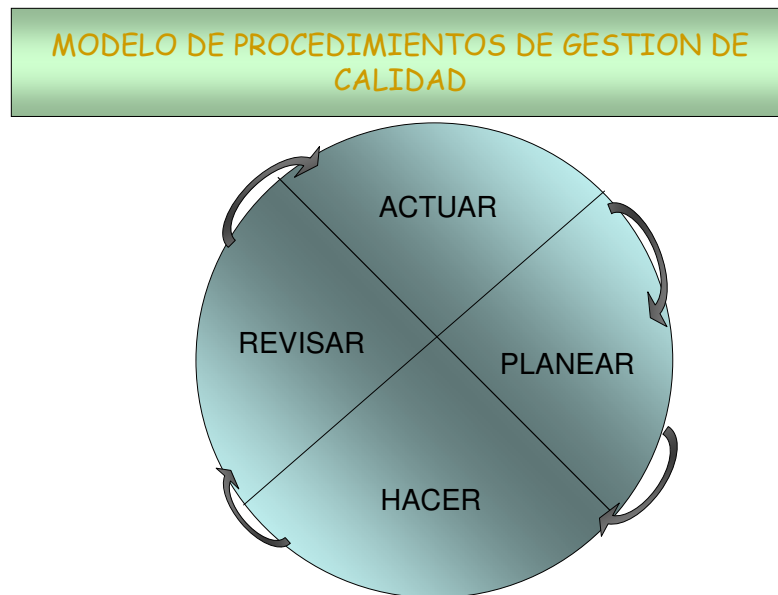 MODELO DE PROCEDIMIENTOS DE GESTION DE
CALIDAD
ACTUAR
REVISAR
PLANEAR
HACER